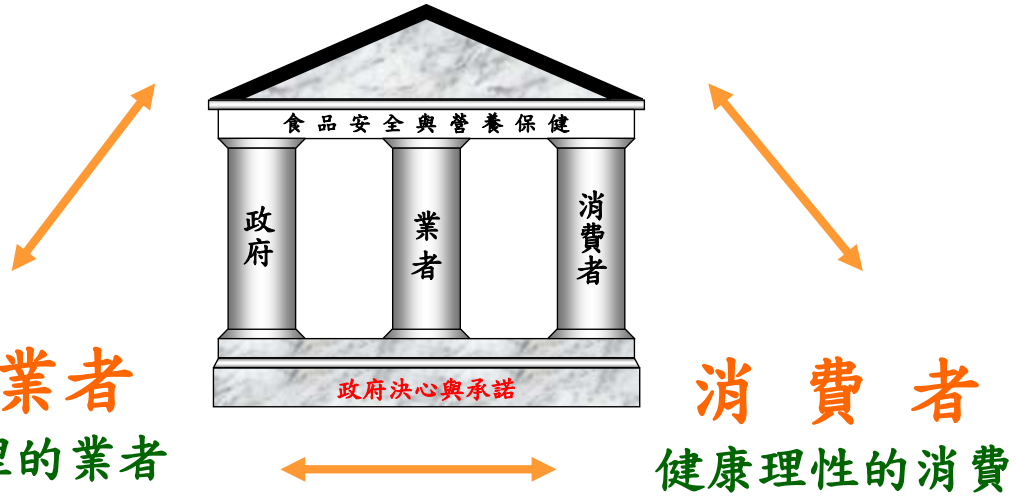 食品安全與營養保健
政府
業者
消費者
政府決心與承諾
業者
消費者
的業者
健康理性的消費